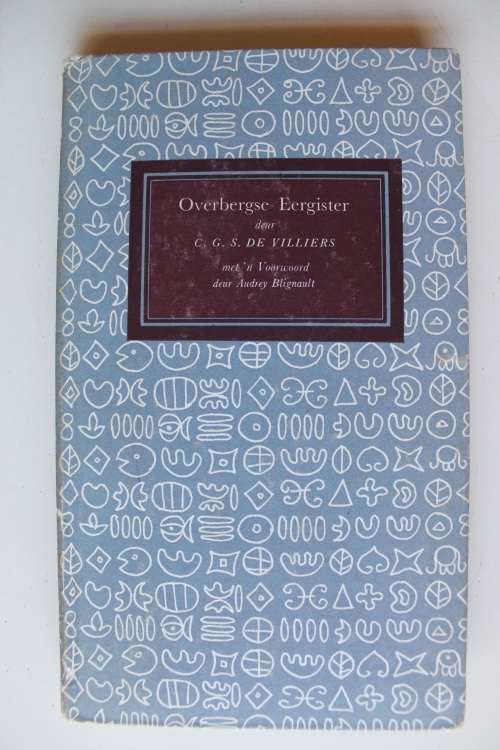 Overbergse Eergister
deur
C. G. S. DE VILLIERS
met 'n Voorwoord
deur Audrey Blignault